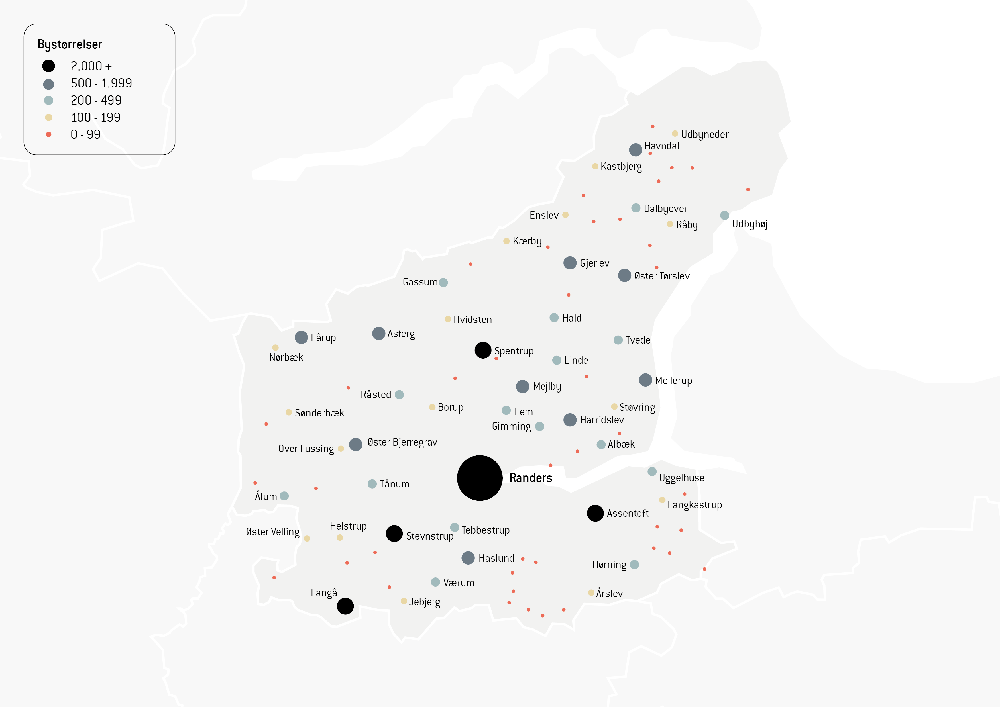 Bystørrelser
2.000 +
500 - 1.999
200 - 499
100 - 199
0 - 99
Udbyneder
Havndal
Kastbjerg
Dalbyover
Enslev
Råby
Udbyhøj
Kærby
Gjerlev
Øster Tørslev
Gassum
Hald
Hvidsten
Asferg
Fårup
Tvede
Spentrup
Nørbæk
Linde
Mellerup
Mejlby
Råsted
Borup
Støvring
Lem
Sønderbæk
Harridslev
Gimming
Øster Bjerregrav
Albæk
Over Fussing
Randers
Uggelhuse
Tånum
Ålum
Langkastrup
Assentoft
Helstrup
Tebbestrup
Øster Velling
Stevnstrup
Haslund
Hørning
Værum
Langå
Årslev
Jebjerg